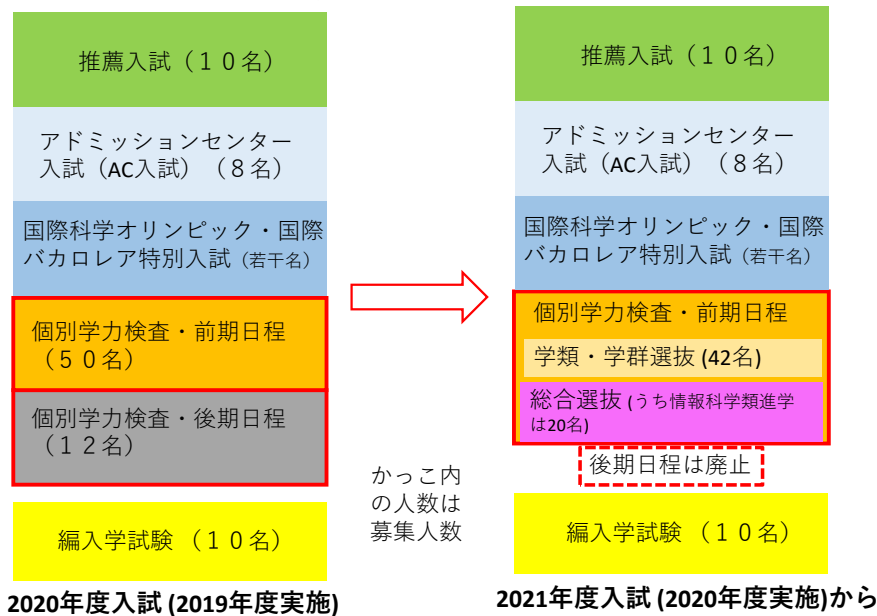 推薦入試（１０名）
アドミッションセンター
入試（AC入試）（８名）
国際科学オリンピック・国際
バカロレア特別入試（若干名）
個別学力検査・前期日程
（５０名）
個別学力検査・後期日程
（１２名）
編入学試験（１０名）
2020年度入試 (2019年度実施)
かっこ内
の人数は
募集人数
推薦入試（１０名）
アドミッションセンター
入試（AC入試）（８名）
国際科学オリンピック・国際
バカロレア特別入試（若干名）
個別学力検査・前期日程
学類・学群選抜 (42名)
総合選抜 (うち情報科学類進学
は20名)
後期日程は廃止
編入学試験（１０名）
2021年度入試 (2020年度実施)から